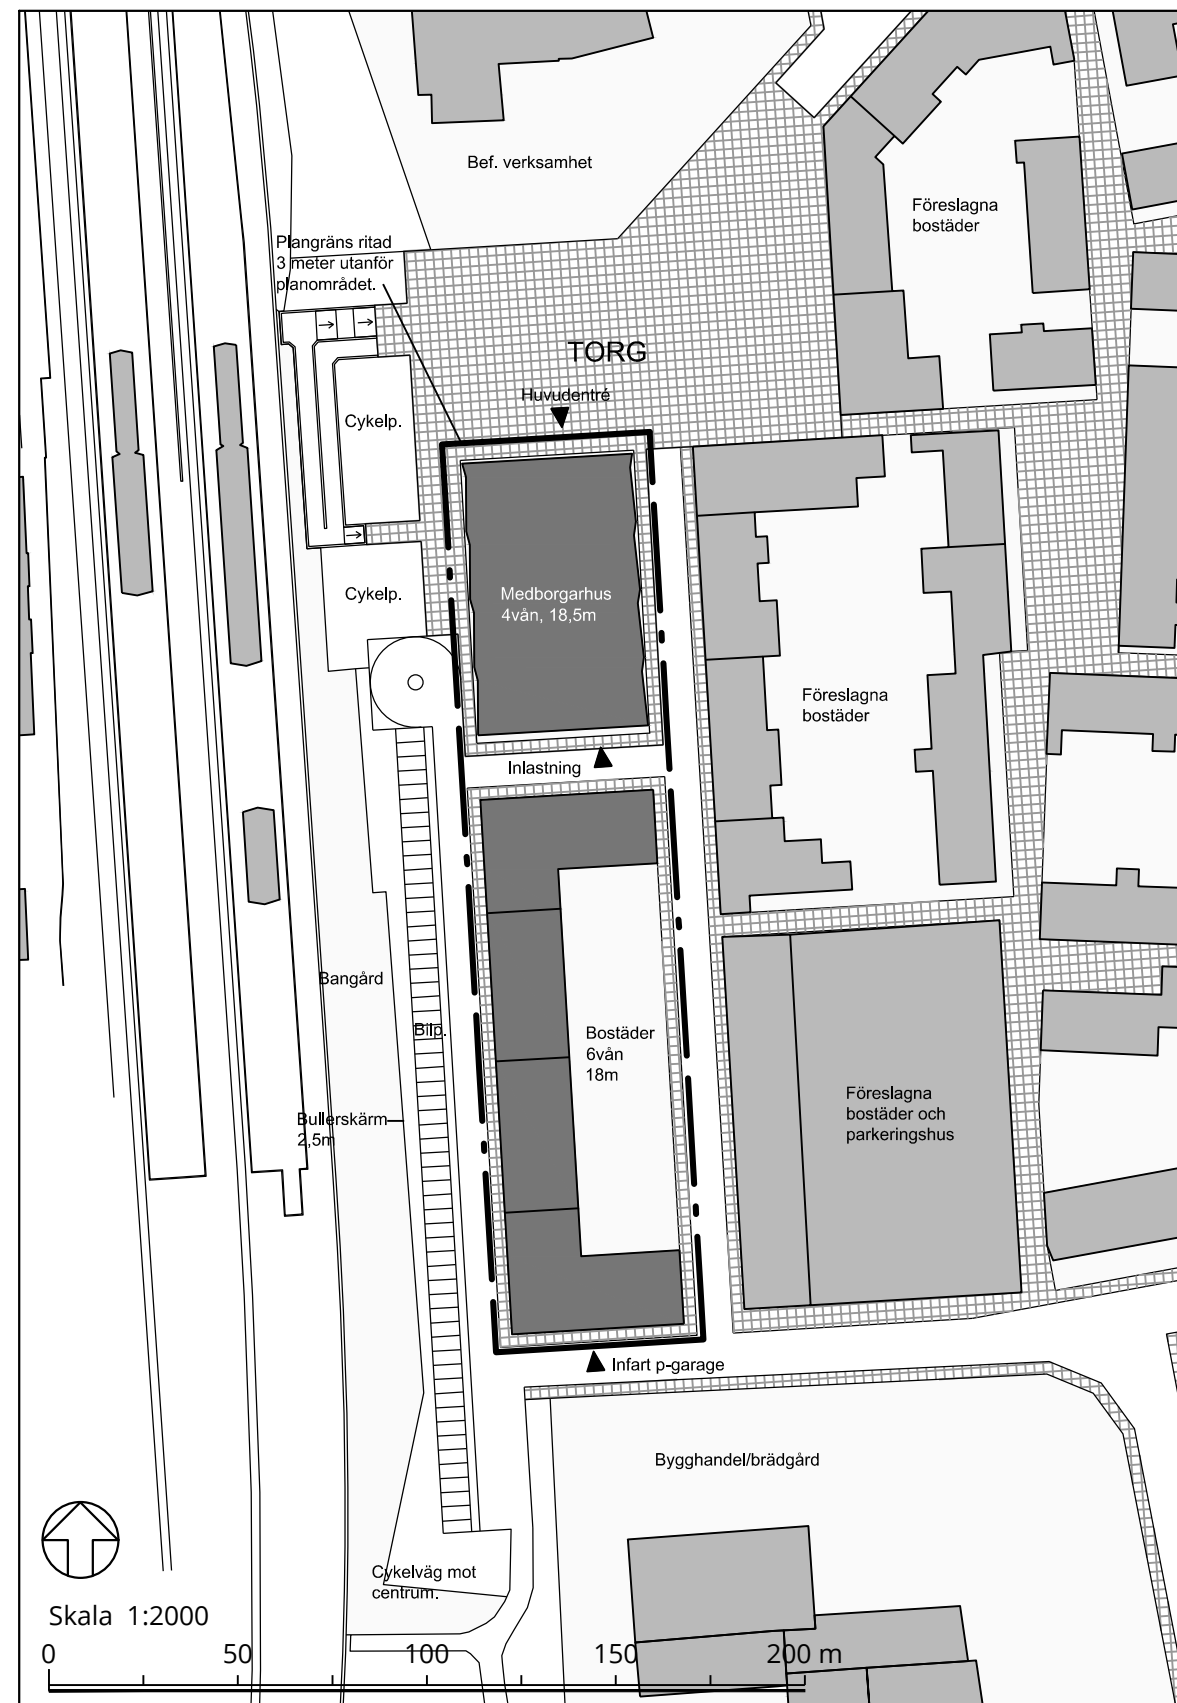 Bef. verksamhet
Föreslagna
bostäder
Plangräns ritad
3 meter utanför
planområdet.
TORG
Huvudentré
Cykelp.
Medborgarhus
4vån, 18,5m
Cykelp.
Föreslagna
bostäder
Inlastning
Bangård
Bilp.
Bostäder
6vån
18m
Föreslagna
bostäder och
parkeringshus
Bullerskärm
2,5m
Infart p-garage
Bygghandel/brädgård
Cykelväg mot
centrum.
Skala 1:2000
0 50 100 150 200 m